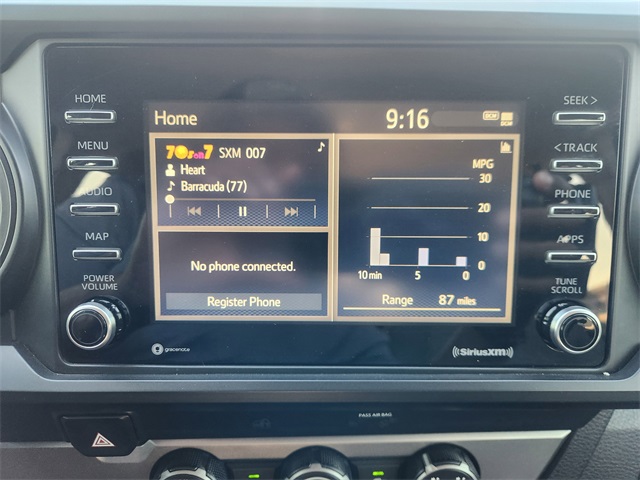 HOME
MENU
AUDIO
MAP
POWER
VOLUME
Home
9:16
DCM
70s on 7 SXM 007
Heart
Barracuda (77)
No phone connected.
Register Phone
MPG
30
20
10
0
10 min 5 0
Range 87 miles
SEEK >
< TRACK
PHONE
APPS
TUNE
SCROLL
gracenote
((SiriusXM))
PASS AIR BAG